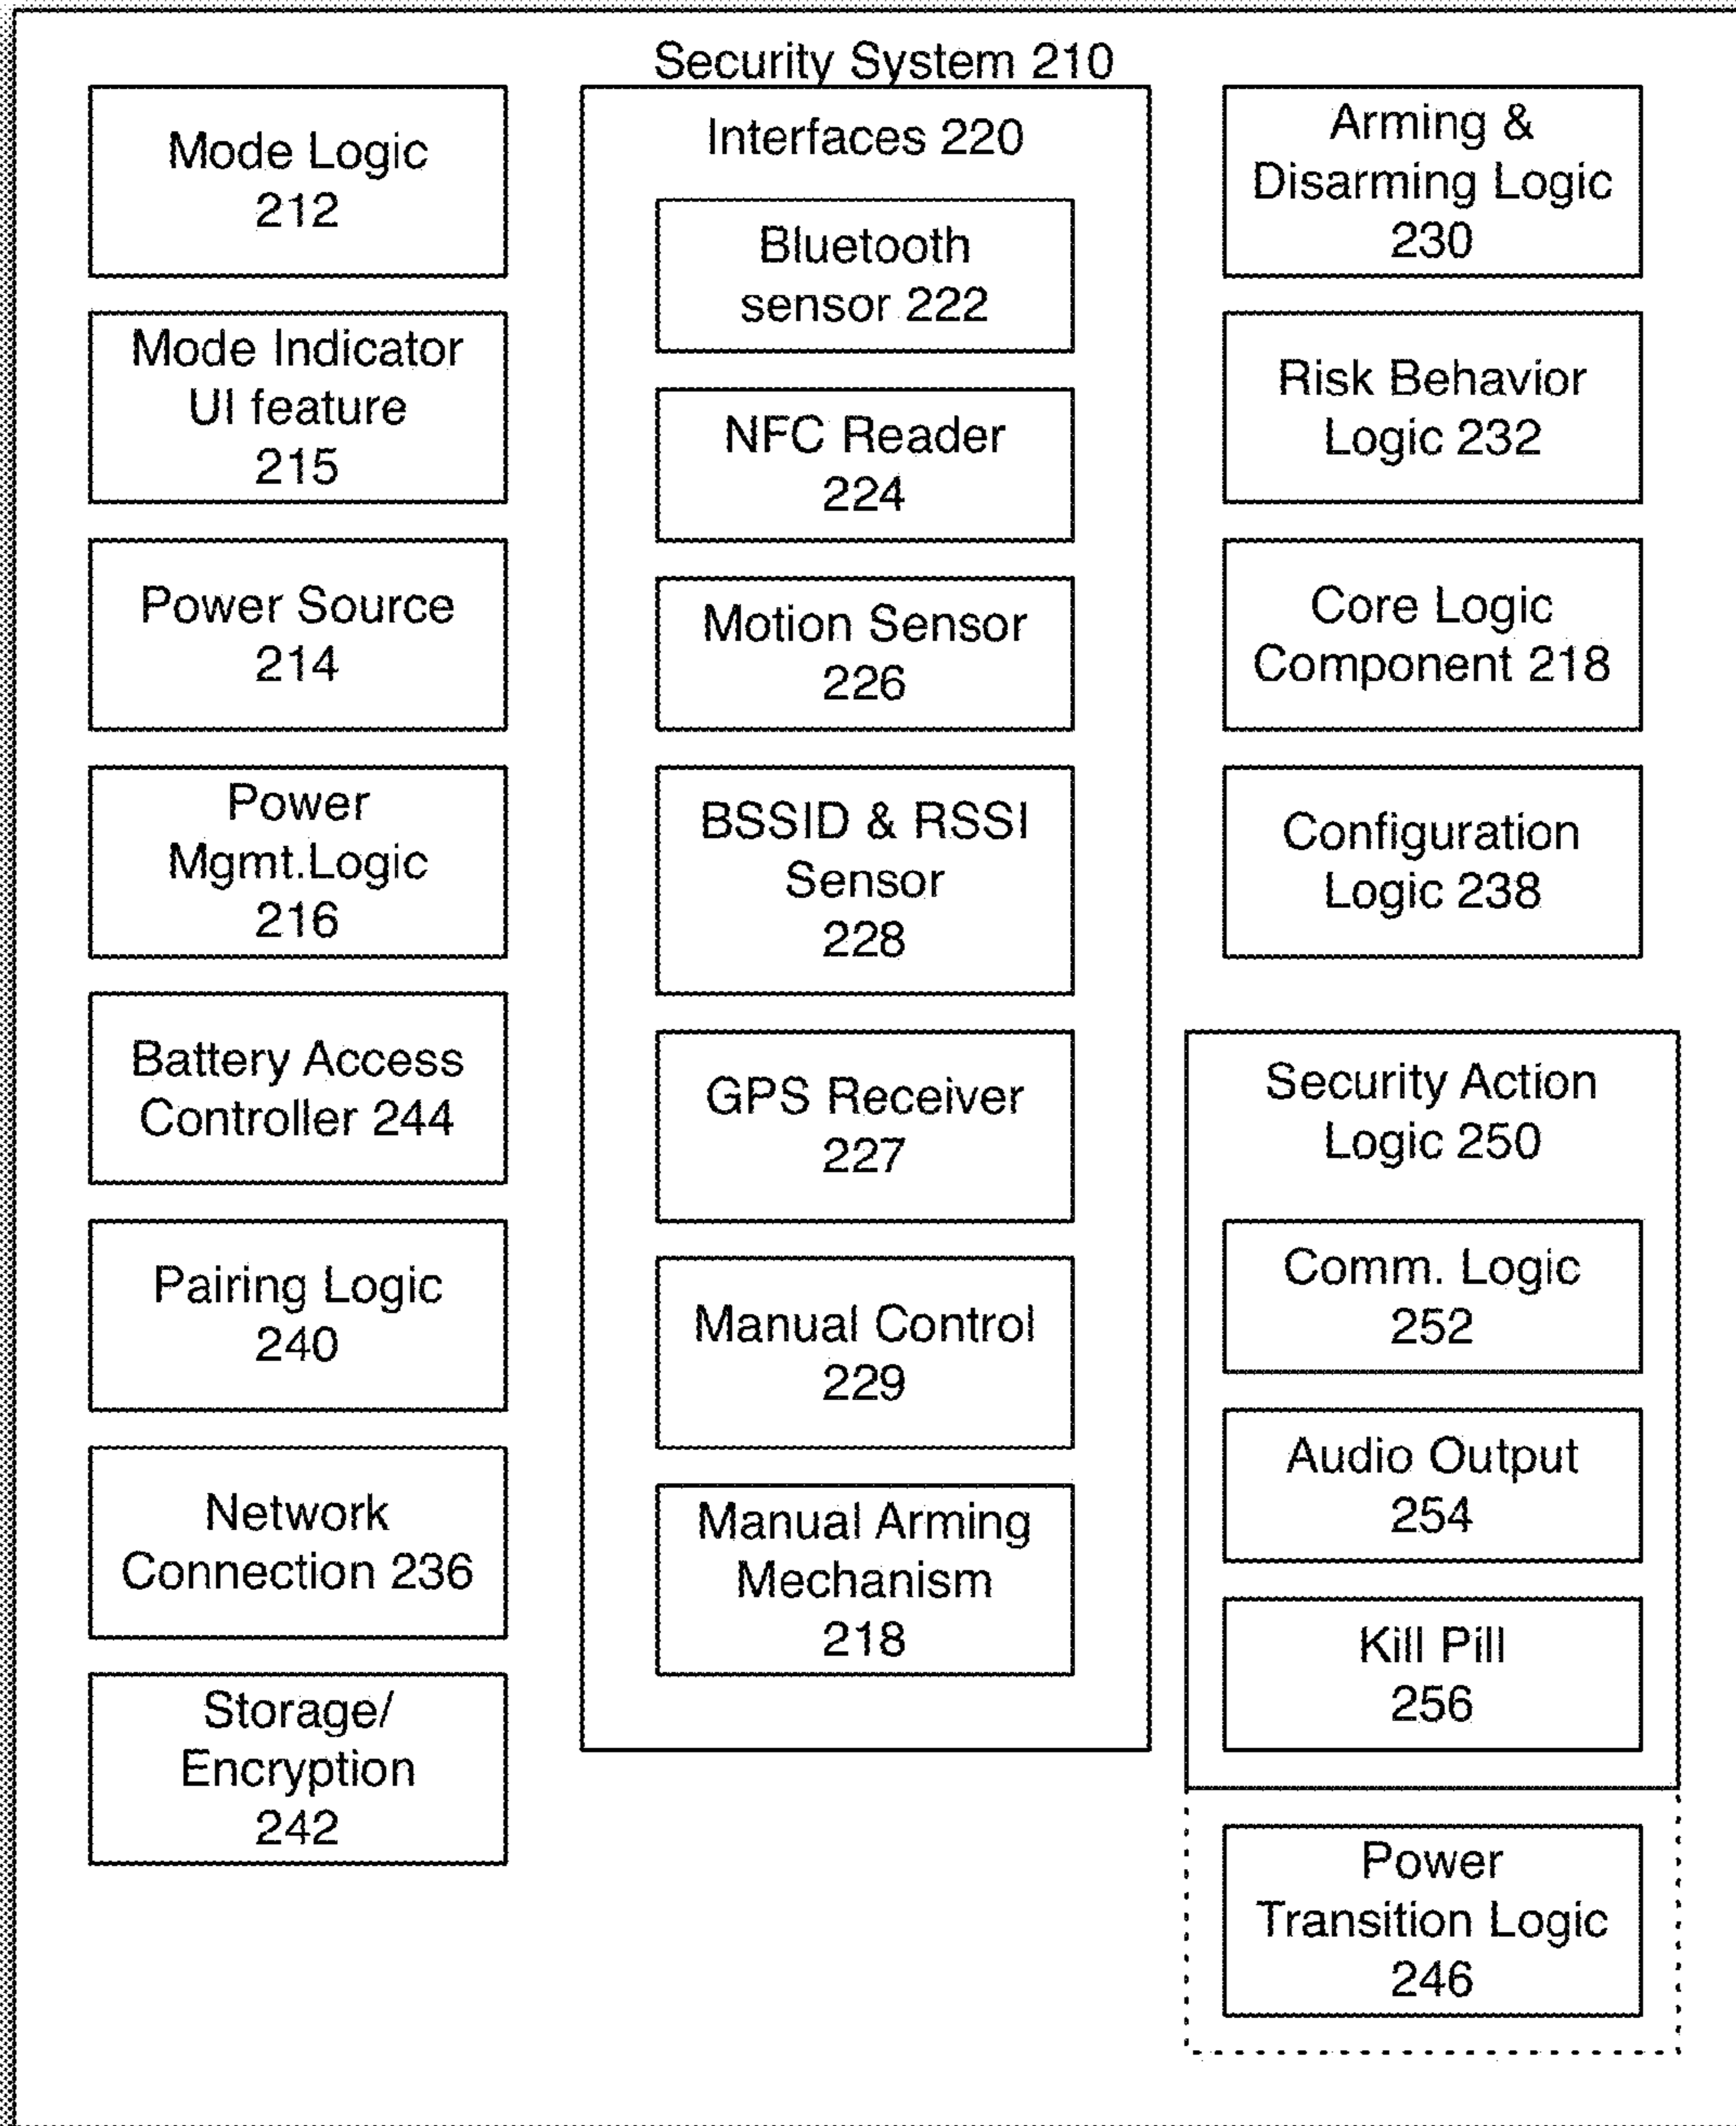 Security System 210
Mode Logic
212
Mode Indicator
UI feature
215
Power Source
214
Power
Mgmt.Logic
216
Battery Access
Controller 244
Pairing Logic
240
Network
Connection 236
Storage/
Encryption
242
Interfaces 220
Bluetooth
sensor 222
NFC Reader
224
Motion Sensor
226
BSSID & RSSI
Sensor
228
GPS Receiver
227
Manual Control
229
Manual Arming
Mechanism
218
Arming &
Disarming Logic
230
Risk Behavior
Logic 232
Core Logic
Component 218
Configuration
Logic 238
Security Action
Logic 250
Comm. Logic
252
Audio Output
254
Kill Pill
256
Power
Transition Logic
246